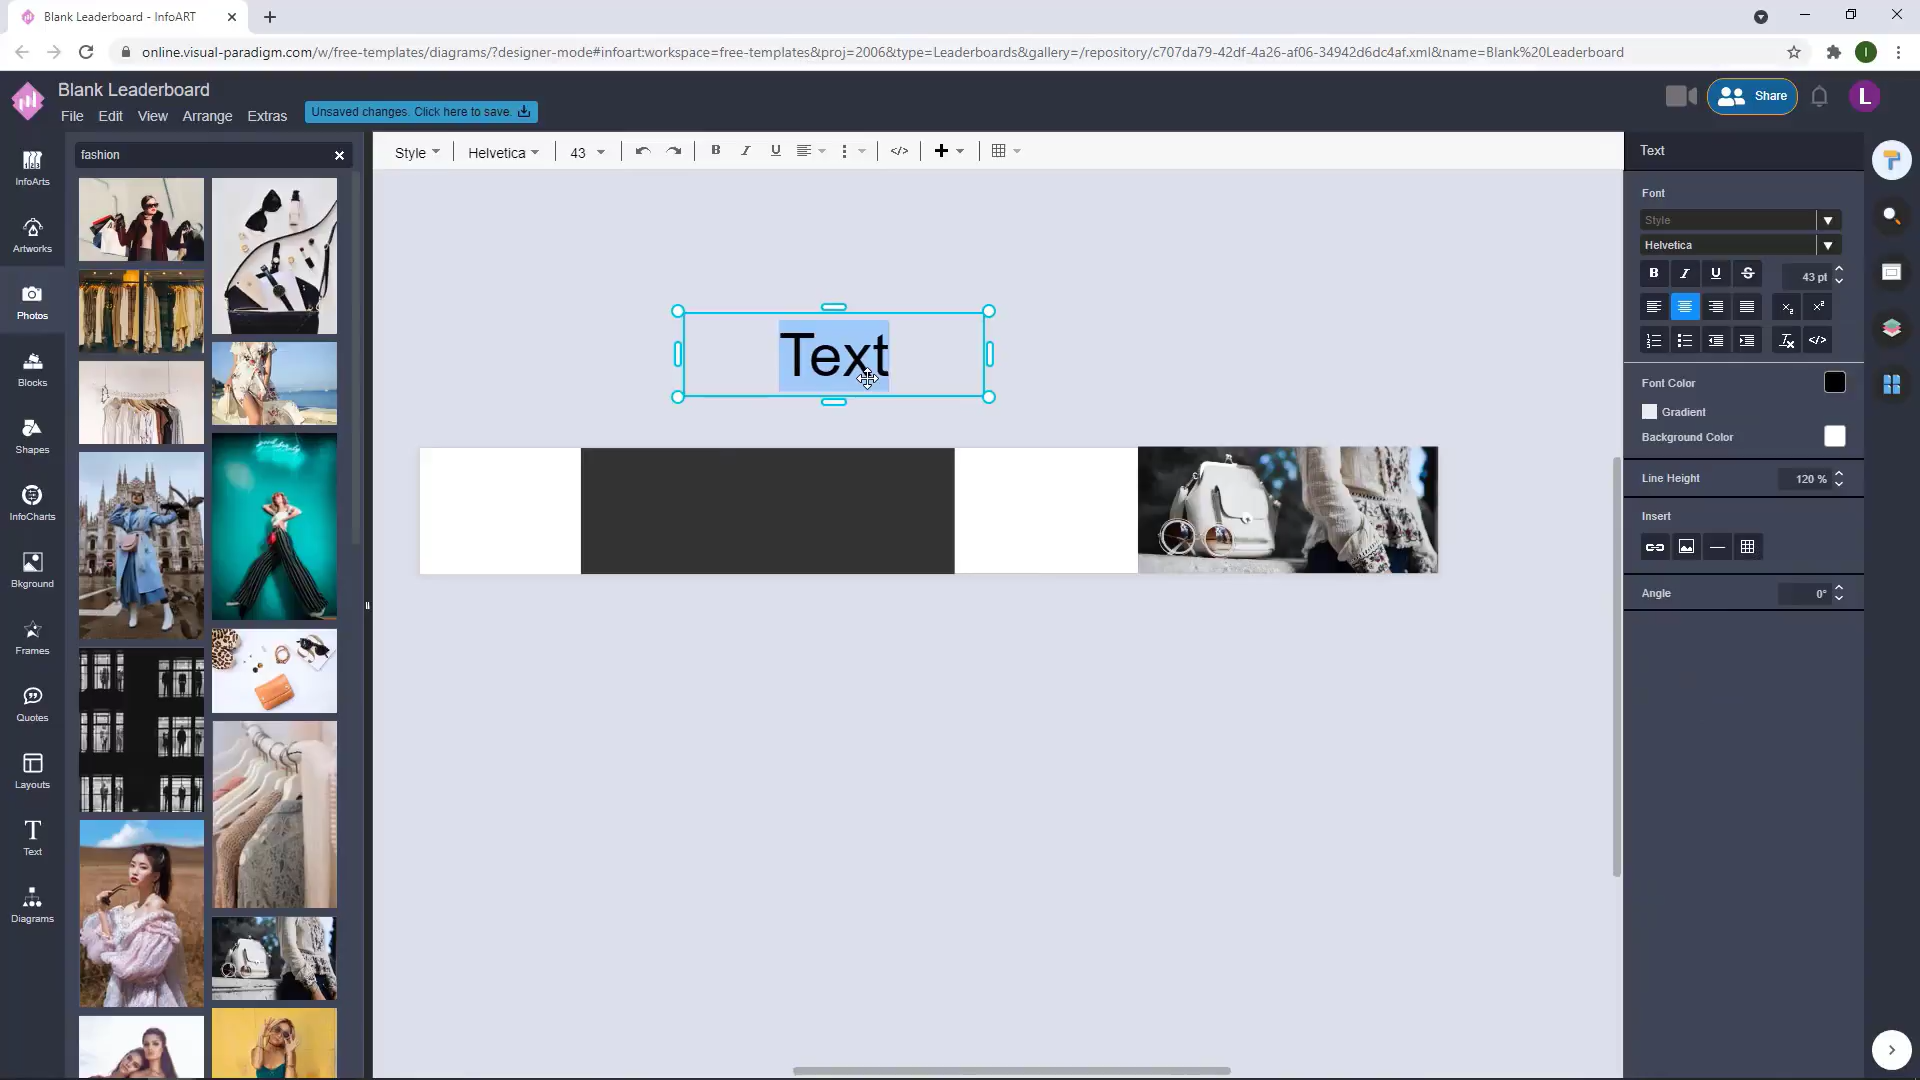 Blank Leaderboard - InfoART
online.visual-paradigm.com/w/free-templates/diagrams/?designer-mode#infoart:workspace=free-templates&proj=2006&type=Leaderboards&gallery=/repository/c707da79-42df-4a26-af06-34942d6dc4af.xml&name=Blank%20Leaderboard
I
Blank Leaderboard
File Edit View Arrange Extras
Unsaved changes. Click here to save.
Share
L
InfoArts
Artworks
Photos
Blocks
Shapes
InfoCharts
Bkground
Frames
Quotes
Layouts
Text
Diagrams
fashion
Style Helvetica 43 B I U </>
Text
Text
Font
Style
Helvetica
B I U S 43 pt
Font Color
Gradient
Background Color
Line Height 120 %
Insert
Angle 0°